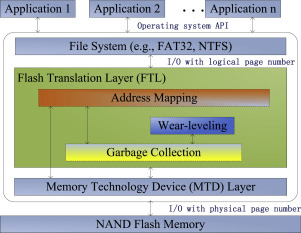 Application 1 Application 2 ... Application n
Operating system API
File System (e.g., FAT32, NTFS)
I/O with logical page number
Flash Translation Layer (FTL)
Address Mapping
Wear-leveling
Garbage Collection
Memory Technology Device (MTD) Layer
I/O with physical page number
NAND Flash Memory